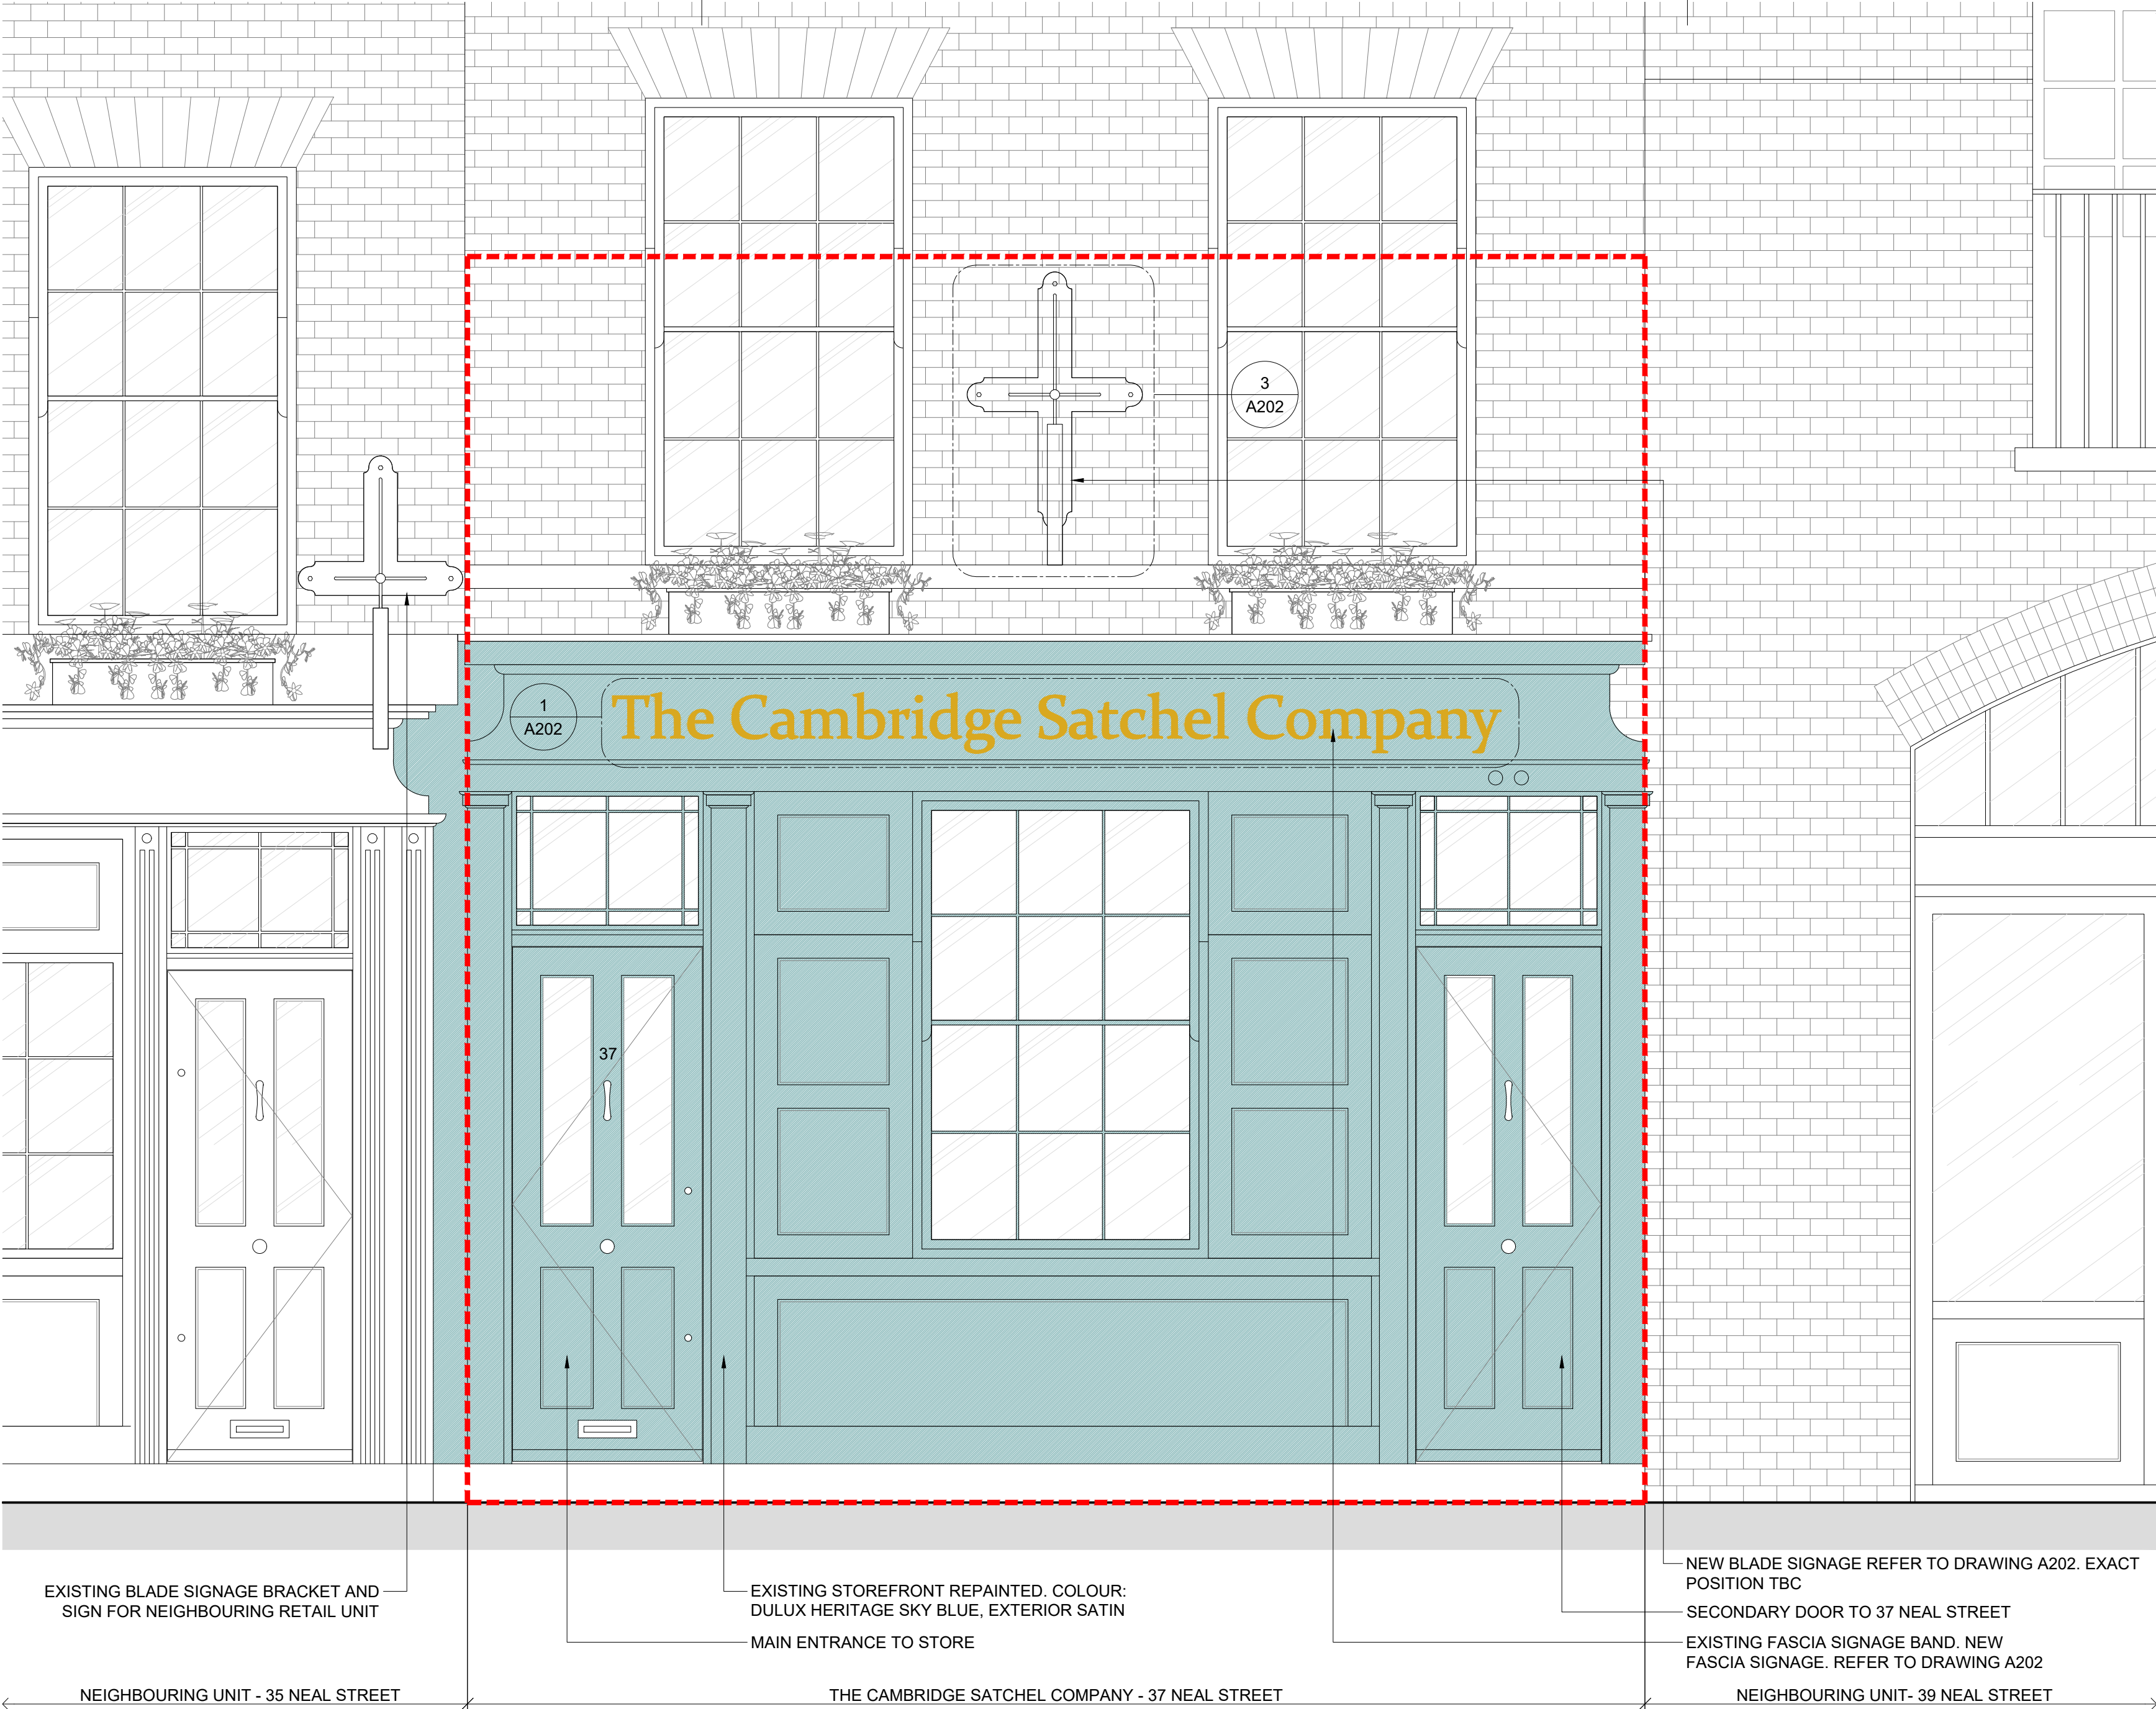 3
A202
1
A202
The Cambridge Satchel Company
37
EXISTING BLADE SIGNAGE BRACKET AND
SIGN FOR NEIGHBOURING RETAIL UNIT
EXISTING STOREFRONT REPAINTED. COLOUR:
DULUX HERITAGE SKY BLUE, EXTERIOR SATIN
MAIN ENTRANCE TO STORE
NEW BLADE SIGNAGE REFER TO DRAWING A202. EXACT
POSITION TBC
SECONDARY DOOR TO 37 NEAL STREET
EXISTING FASCIA SIGNAGE BAND. NEW
FASCIA SIGNAGE. REFER TO DRAWING A202
NEIGHBOURING UNIT - 35 NEAL STREET
THE CAMBRIDGE SATCHEL COMPANY - 37 NEAL STREET
NEIGHBOURING UNIT- 39 NEAL STREET